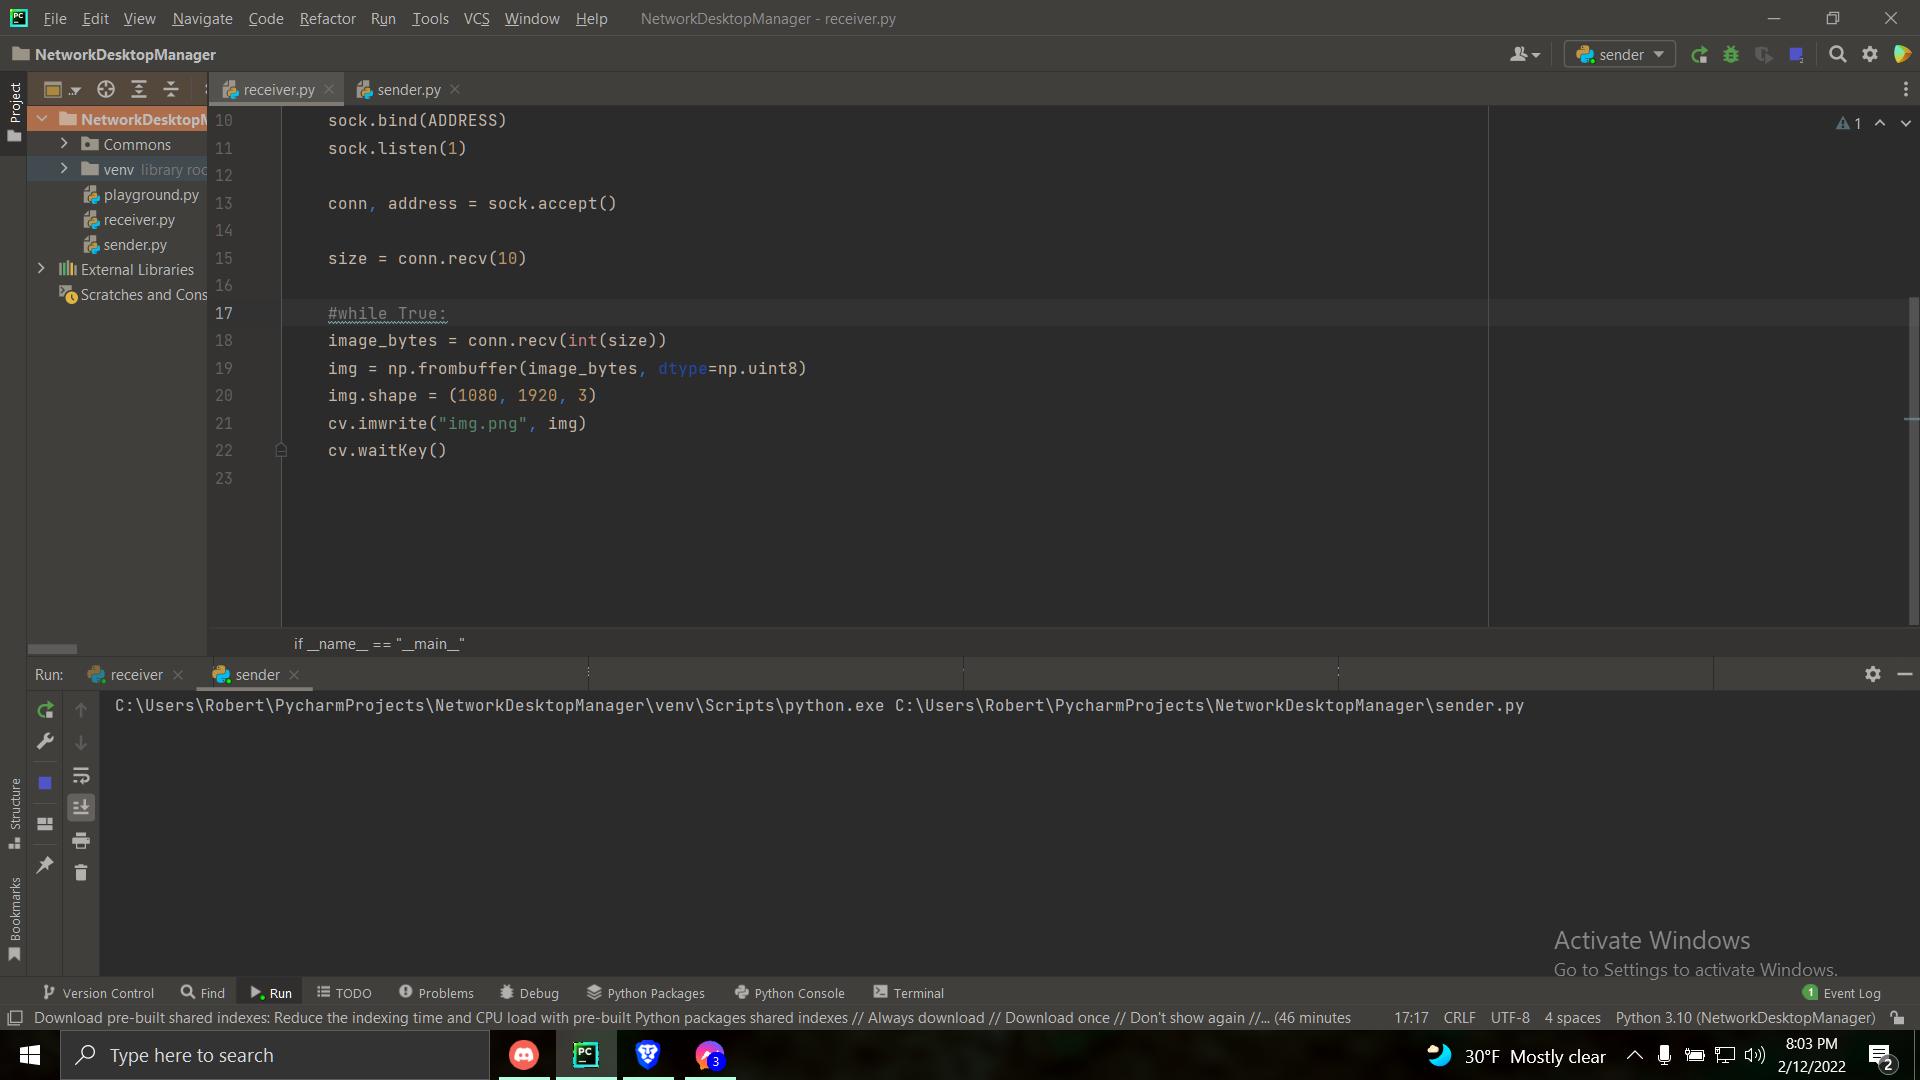 File Edit View Navigate Code Refactor Run Tools VCS Window Help NetworkDesktopManager - receiver.py
NetworkDesktopManager
sender
Project
receiver.py
sender.py
NetworkDesktopM
Commons
venv library roo
playground.py
receiver.py
sender.py
External Libraries
Scratches and Cons
10 sock.bind(ADDRESS)
11 sock.listen(1)
12
13 conn, address = sock.accept()
14
15 size = conn.recv(10)
16
17 #while True:
18 image_bytes = conn.recv(int(size))
19 img = np.frombuffer(image_bytes, dtype=np.uint8)
20 img.shape = (1080, 1920, 3)
21 cv.imwrite("img.png", img)
22 cv.waitKey()
23
1
if __name__ == "__main__"
Run: receiver sender
C:\Users\Robert\PycharmProjects\NetworkDesktopManager\venv\Scripts\python.exe C:\Users\Robert\PycharmProjects\NetworkDesktopManager\sender.py
Structure
Bookmarks
Activate Windows
Go to Settings to activate Windows.
Version Control Find Run TODO Problems Debug Python Packages Python Console Terminal 1 Event Log
Download pre-built shared indexes: Reduce the indexing time and CPU load with pre-built Python packages shared indexes // Always download // Download once // Don't show again //... (46 minutes 17:17 CRLF UTF-8 4 spaces Python 3.10 (NetworkDesktopManager)
Type here to search
PC
3
30°F Mostly clear
8:03 PM
2/12/2022
2